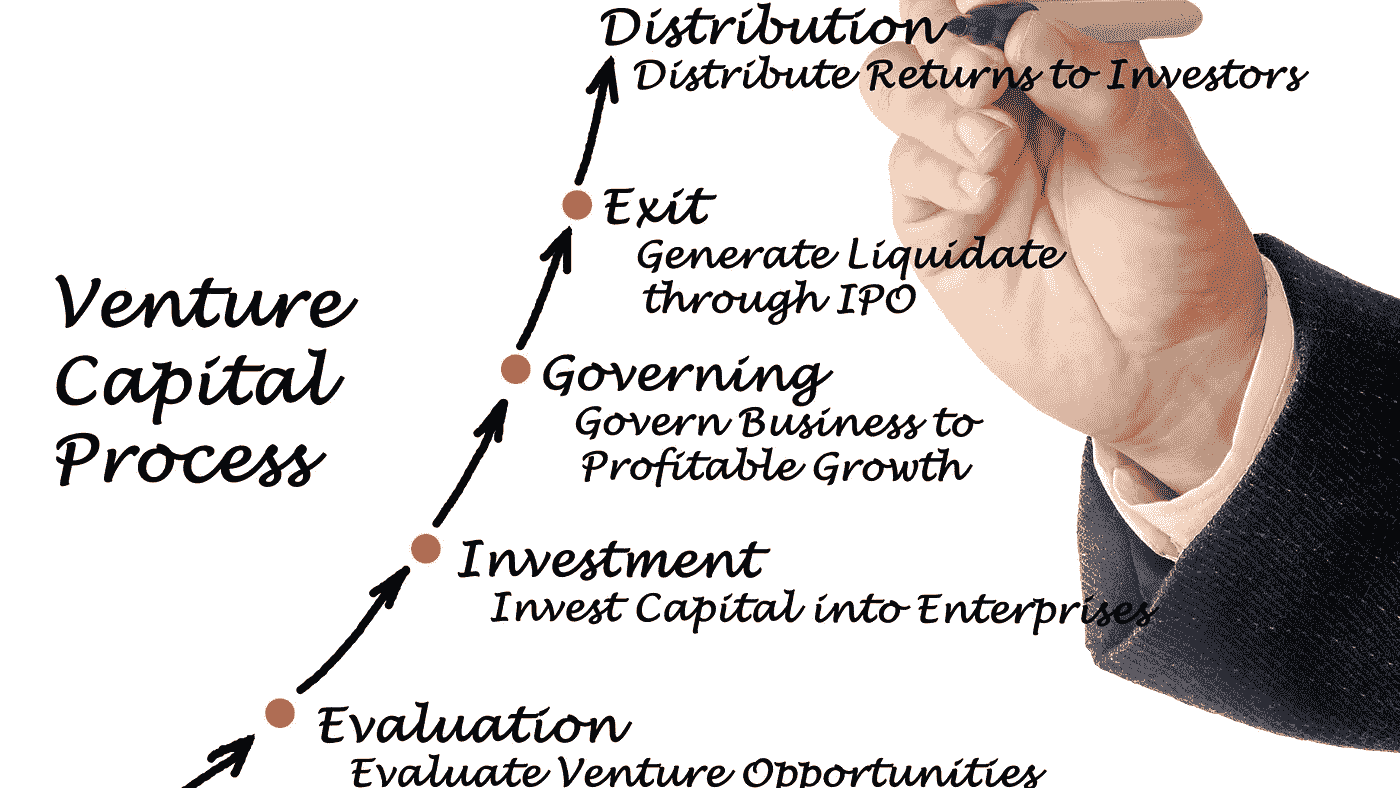 Distribution
Distribute Returns to Investors
Exit
Generate Liquidate
through IPO
Venture
Capital
Process
Governing
Govern Business to
Profitable Growth
Investment
Invest Capital into Enterprises
Evaluation
Evaluate Venture Opportunities